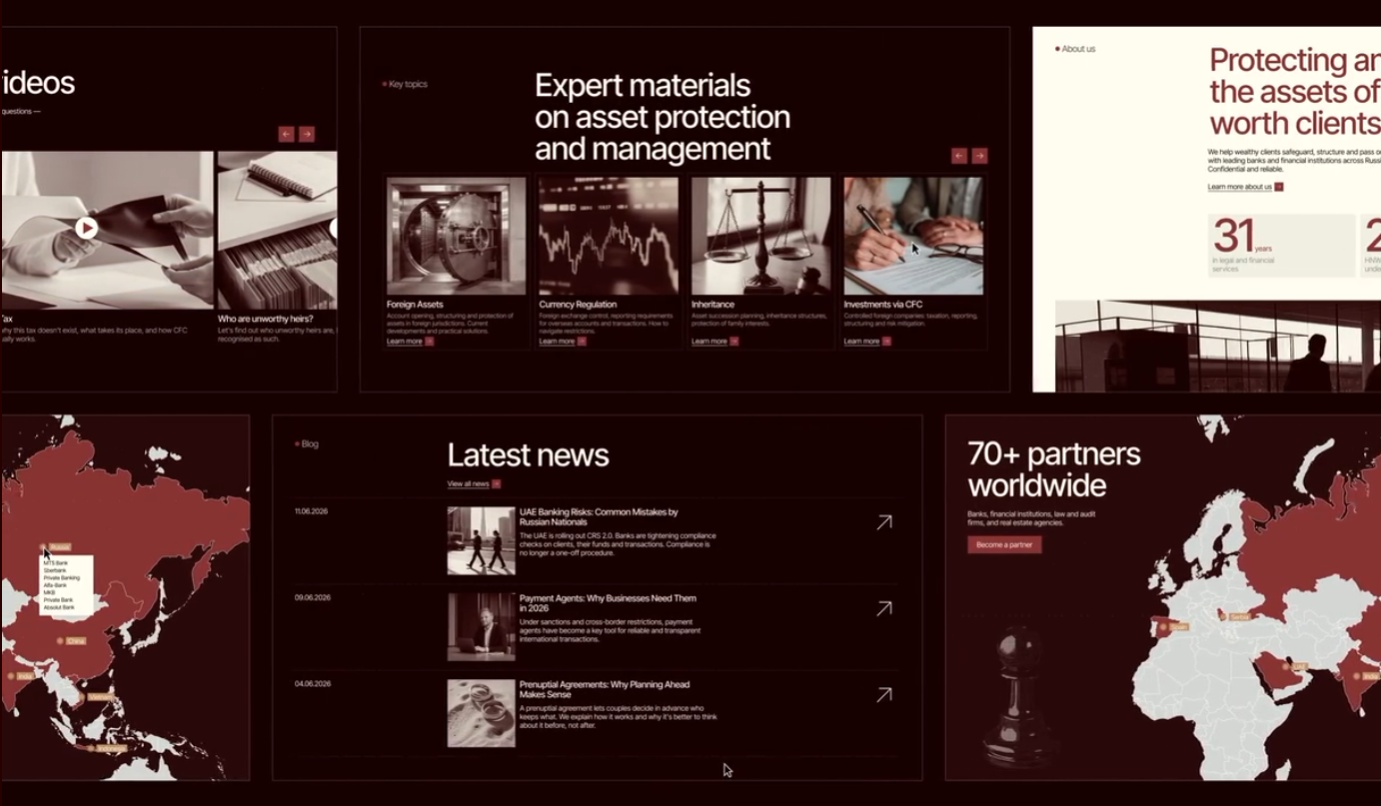 ideos
questions —
Tax
why this tax doesn't exist, what takes its place, and how CFC
ually works.
Who are unworthy heirs?
Let's find out who unworthy heirs are,
recognised as such.
Key topics
Expert materials
on asset protection
and management
Foreign Assets
Account opening, structuring and protection of
assets in foreign jurisdictions. Current
developments and practical solutions.
Learn more
Currency Regulation
Foreign exchange control, reporting requirements
for overseas accounts and transactions. How to
navigate restrictions.
Learn more
Inheritance
Asset succession planning, inheritance structures,
protection of family interests.
Learn more
Investments via CFC
Controlled foreign companies: taxation, reporting,
structuring and risk mitigation.
Learn more
About us
Protecting an
the assets of
worth clients
We help wealthy clients safeguard, structure and pass o
with leading banks and financial institutions across Russi
Confidential and reliable.
Learn more about us
31 years
in legal and financial
services
2
HNW
unde
Russia
MTS Bank
Sberbank
Private Banking
Alfa-Bank
MKB
Private Bank
Absolut Bank
China
India
Vietnam
Indonesia
Blog
Latest news
View all news
11.06.2026
UAE Banking Risks: Common Mistakes by
Russian Nationals
The UAE is rolling out CRS 2.0. Banks are tightening compliance
checks on clients, their funds and transactions. Compliance is
no longer a one-off procedure.
09.06.2026
Payment Agents: Why Businesses Need Them
in 2026
Under sanctions and cross-border restrictions, payment
agents have become a key tool for reliable and transparent
international transactions.
04.06.2026
Prenuptial Agreements: Why Planning Ahead
Makes Sense
A prenuptial agreement lets couples decide in advance who
keeps what. We explain how it works and why it's better to think
about it before, not after.
70+ partners
worldwide
Banks, financial institutions, law and audit
firms, and real estate agencies.
Become a partner
Spain
Serbia
UAE
India